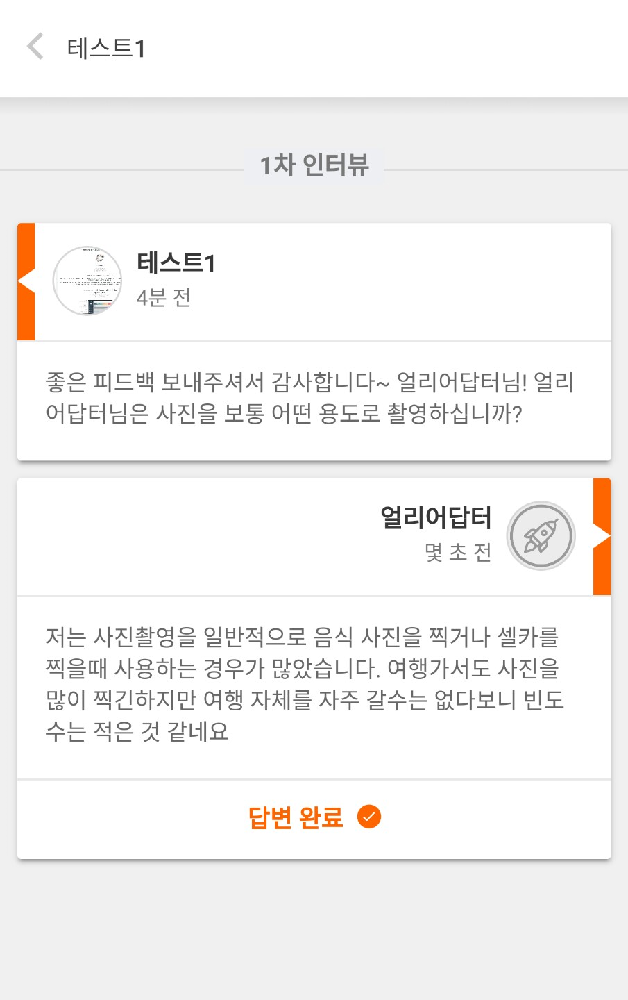 테스트1
1차 인터뷰
테스트1
4분 전
좋은 피드백 보내주셔서 감사합니다~ 얼리어답터님! 얼리
어답터님은 사진을 보통 어떤 용도로 촬영하십니까?
얼리어답터
몇 초 전
저는 사진촬영을 일반적으로 음식 사진을 찍거나 셀카를
찍을때 사용하는 경우가 많았습니다. 여행가서도 사진을
많이 찍긴하지만 여행 자체를 자주 갈수는 없다보니 빈도
수는 적은 것 같네요
답변 완료